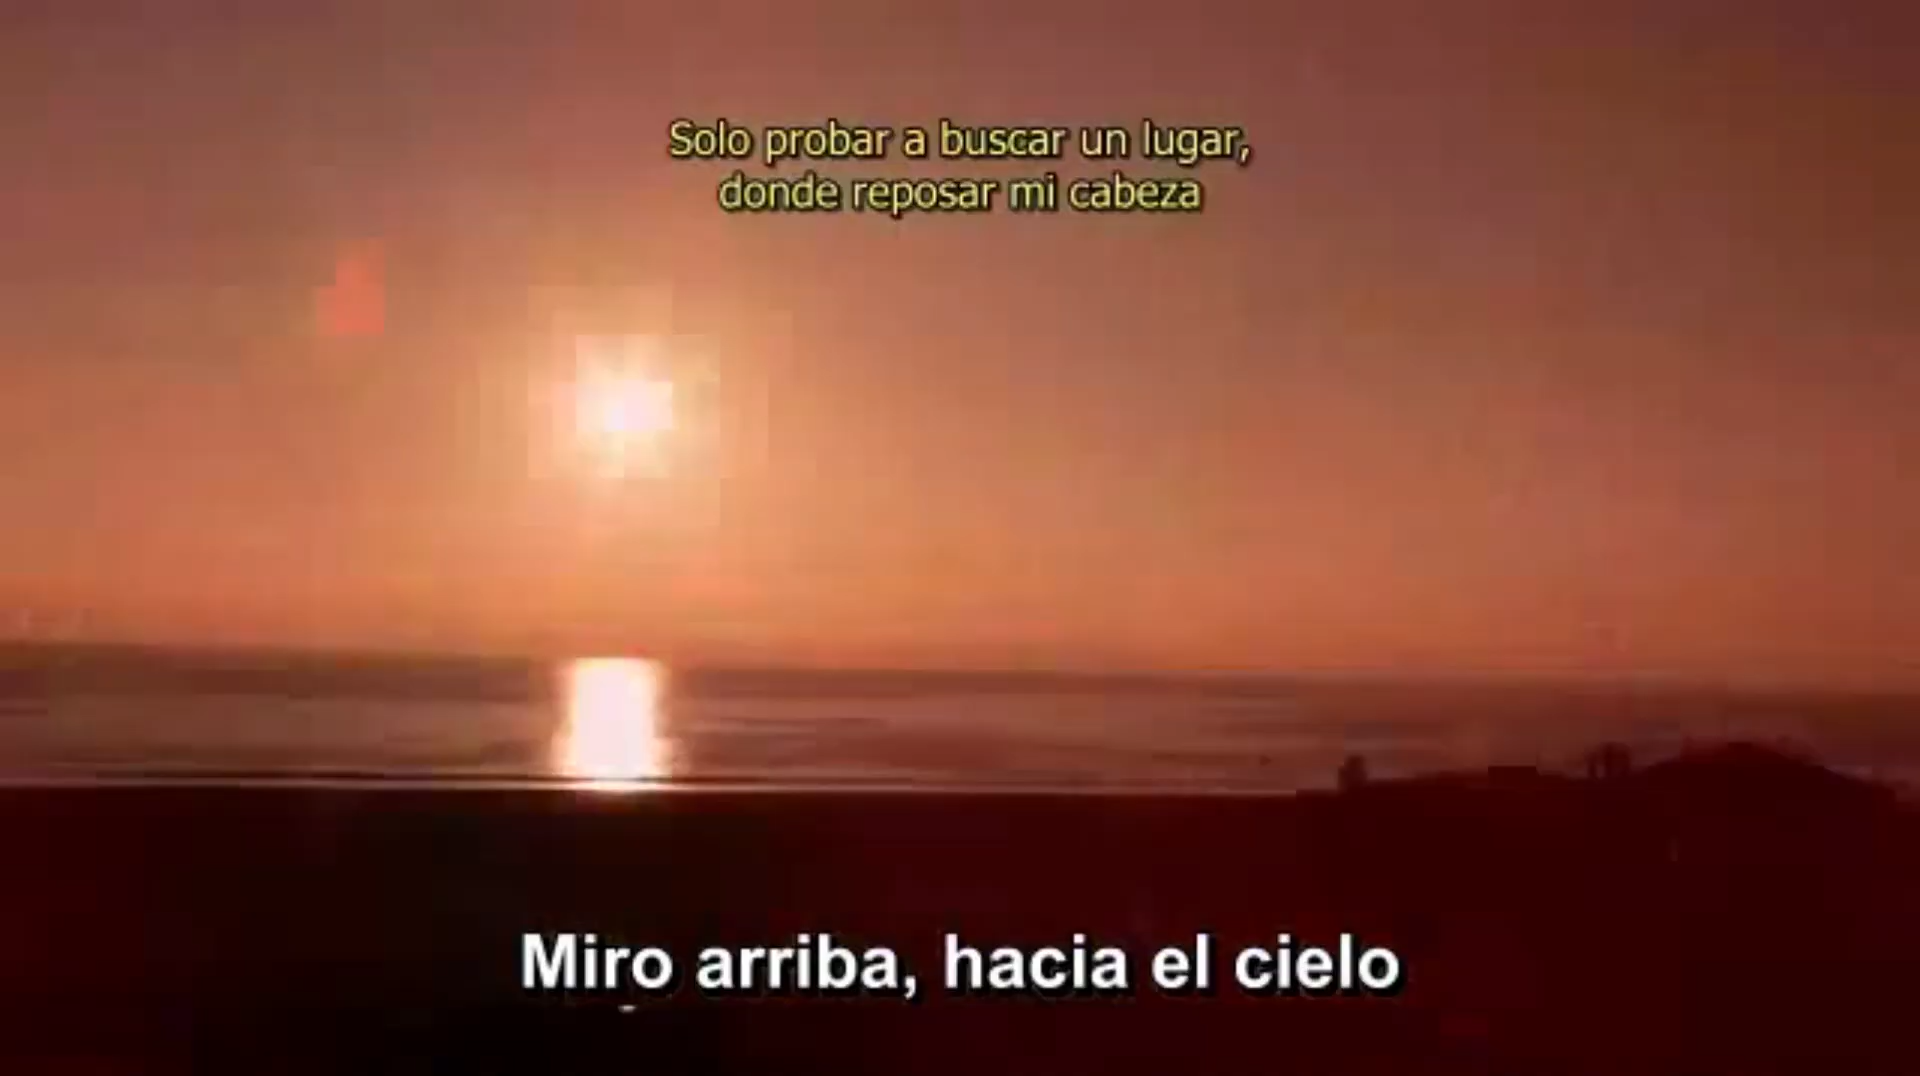 Solo probar a buscar un lugar,
donde reposar mi cabeza
Miro arriba, hacia el cielo